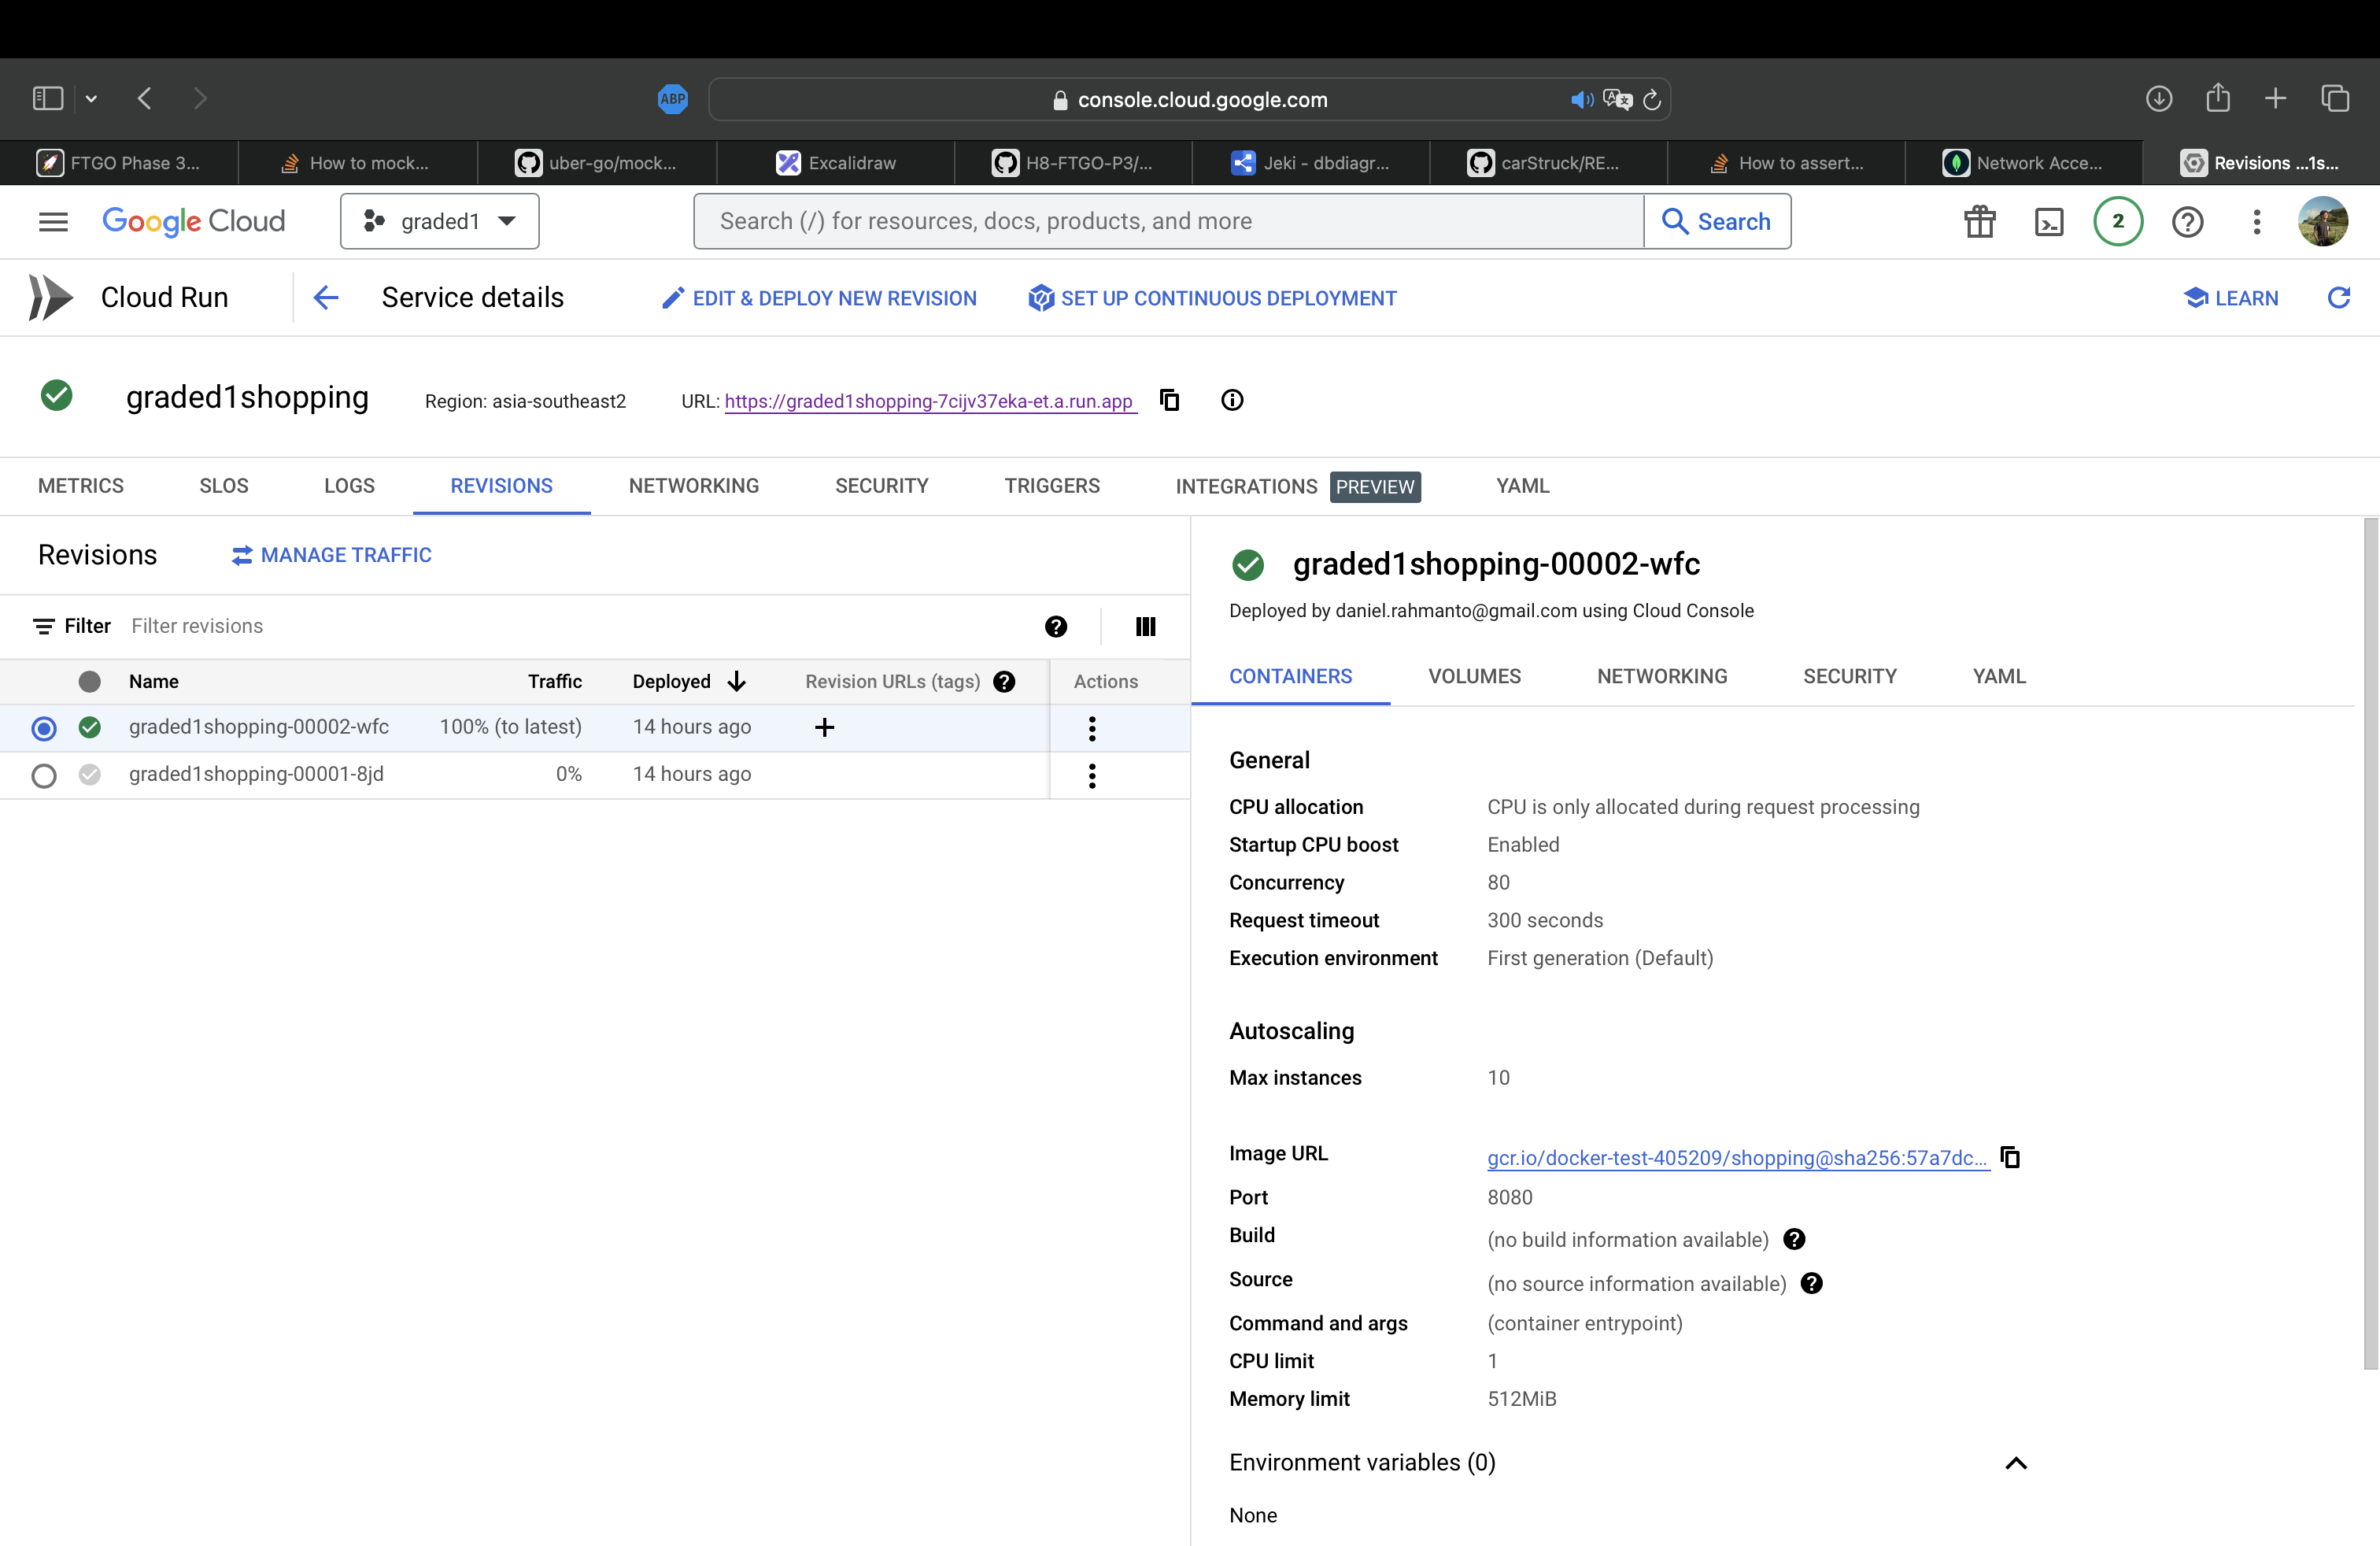 ABP
console.cloud.google.com
FTGO Phase 3...
How to mock...
uber-go/mock...
Excalidraw
H8-FTGO-P3/...
Jeki - dbdiagr...
carStruck/RE...
How to assert...
Network Acce...
Revisions ...1s...
Google Cloud
graded1
Search (/) for resources, docs, products, and more
Search
2
Cloud Run
Service details
EDIT & DEPLOY NEW REVISION
SET UP CONTINUOUS DEPLOYMENT
LEARN
graded1shopping
Region: asia-southeast2
URL: https://graded1shopping-7cijv37eka-et.a.run.app
METRICS
SLOS
LOGS
REVISIONS
NETWORKING
SECURITY
TRIGGERS
INTEGRATIONS PREVIEW
YAML
Revisions
MANAGE TRAFFIC
Filter Filter revisions
Name Traffic Deployed Revision URLs (tags) Actions
graded1shopping-00002-wfc 100% (to latest) 14 hours ago
graded1shopping-00001-8jd 0% 14 hours ago
graded1shopping-00002-wfc
Deployed by daniel.rahmanto@gmail.com using Cloud Console
CONTAINERS
VOLUMES
NETWORKING
SECURITY
YAML
General
CPU allocation CPU is only allocated during request processing
Startup CPU boost Enabled
Concurrency 80
Request timeout 300 seconds
Execution environment First generation (Default)
Autoscaling
Max instances 10
Image URL gcr.io/docker-test-405209/shopping@sha256:57a7dc...
Port 8080
Build (no build information available)
Source (no source information available)
Command and args (container entrypoint)
CPU limit 1
Memory limit 512MiB
Environment variables (0)
None